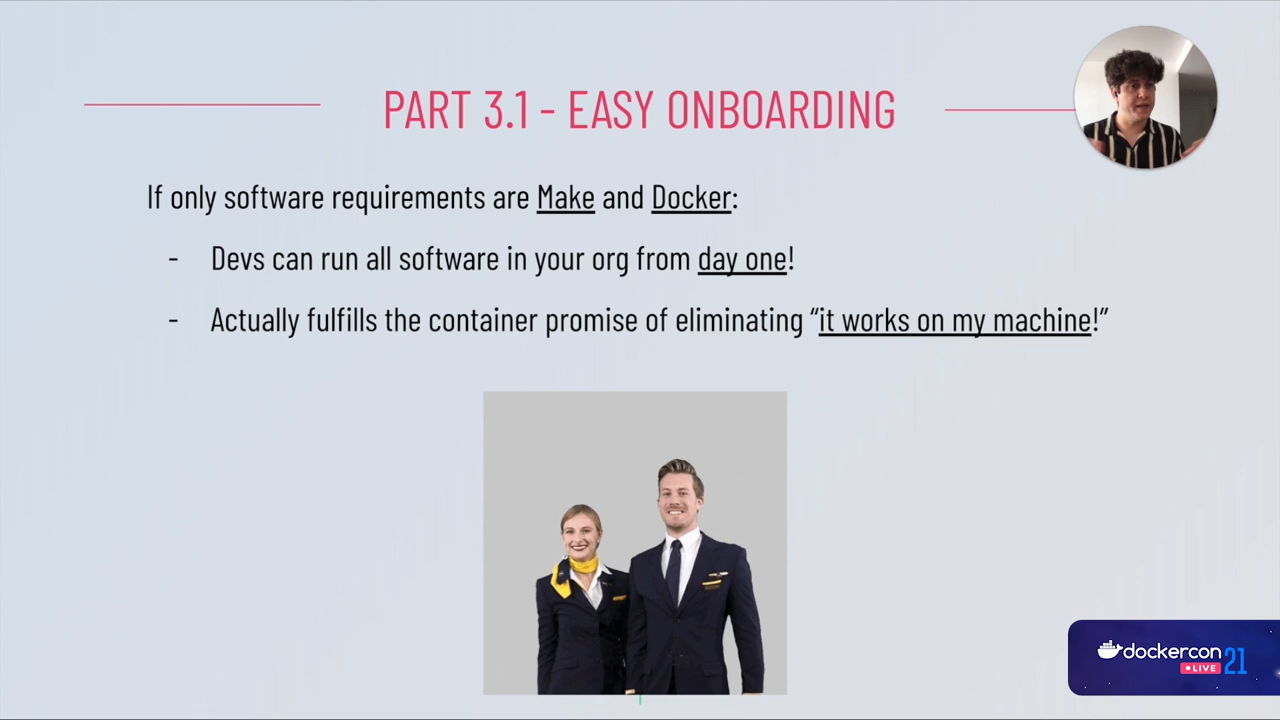 PART 3.1 - EASY ONBOARDING
If only software requirements are Make and Docker:
- Devs can run all software in your org from day one!
- Actually fulfills the container promise of eliminating “it works on my machine!”
dockercon
LIVE 21